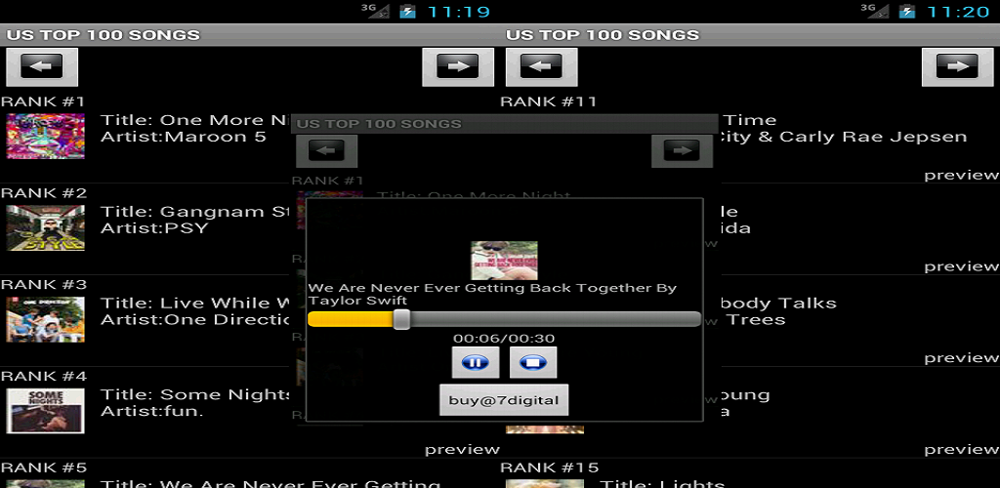 3G 11:19
US TOP 100 SONGS
RANK #1
Title: One More N
Artist:Maroon 5
RANK #2
Title: Gangnam St
Artist:PSY
RANK #3
Title: Live While W
Artist:One Directio
RANK #4
SOME NIGHTS
Title: Some Nights
Artist:fun.
preview
RANK #5
Title: We Are Never Ever Getting
US TOP 100 SONGS
RANK #1
Title: One More Night
We Are Never Ever Getting Back Together By
Taylor Swift
00:06/00:30
buy@7digital
3G 11:20
US TOP 100 SONGS
RANK #11
Time
City & Carly Rae Jepsen
preview
le
ida
preview
body Talks
Trees
preview
oung
a
preview
RANK #15
Title: Lights